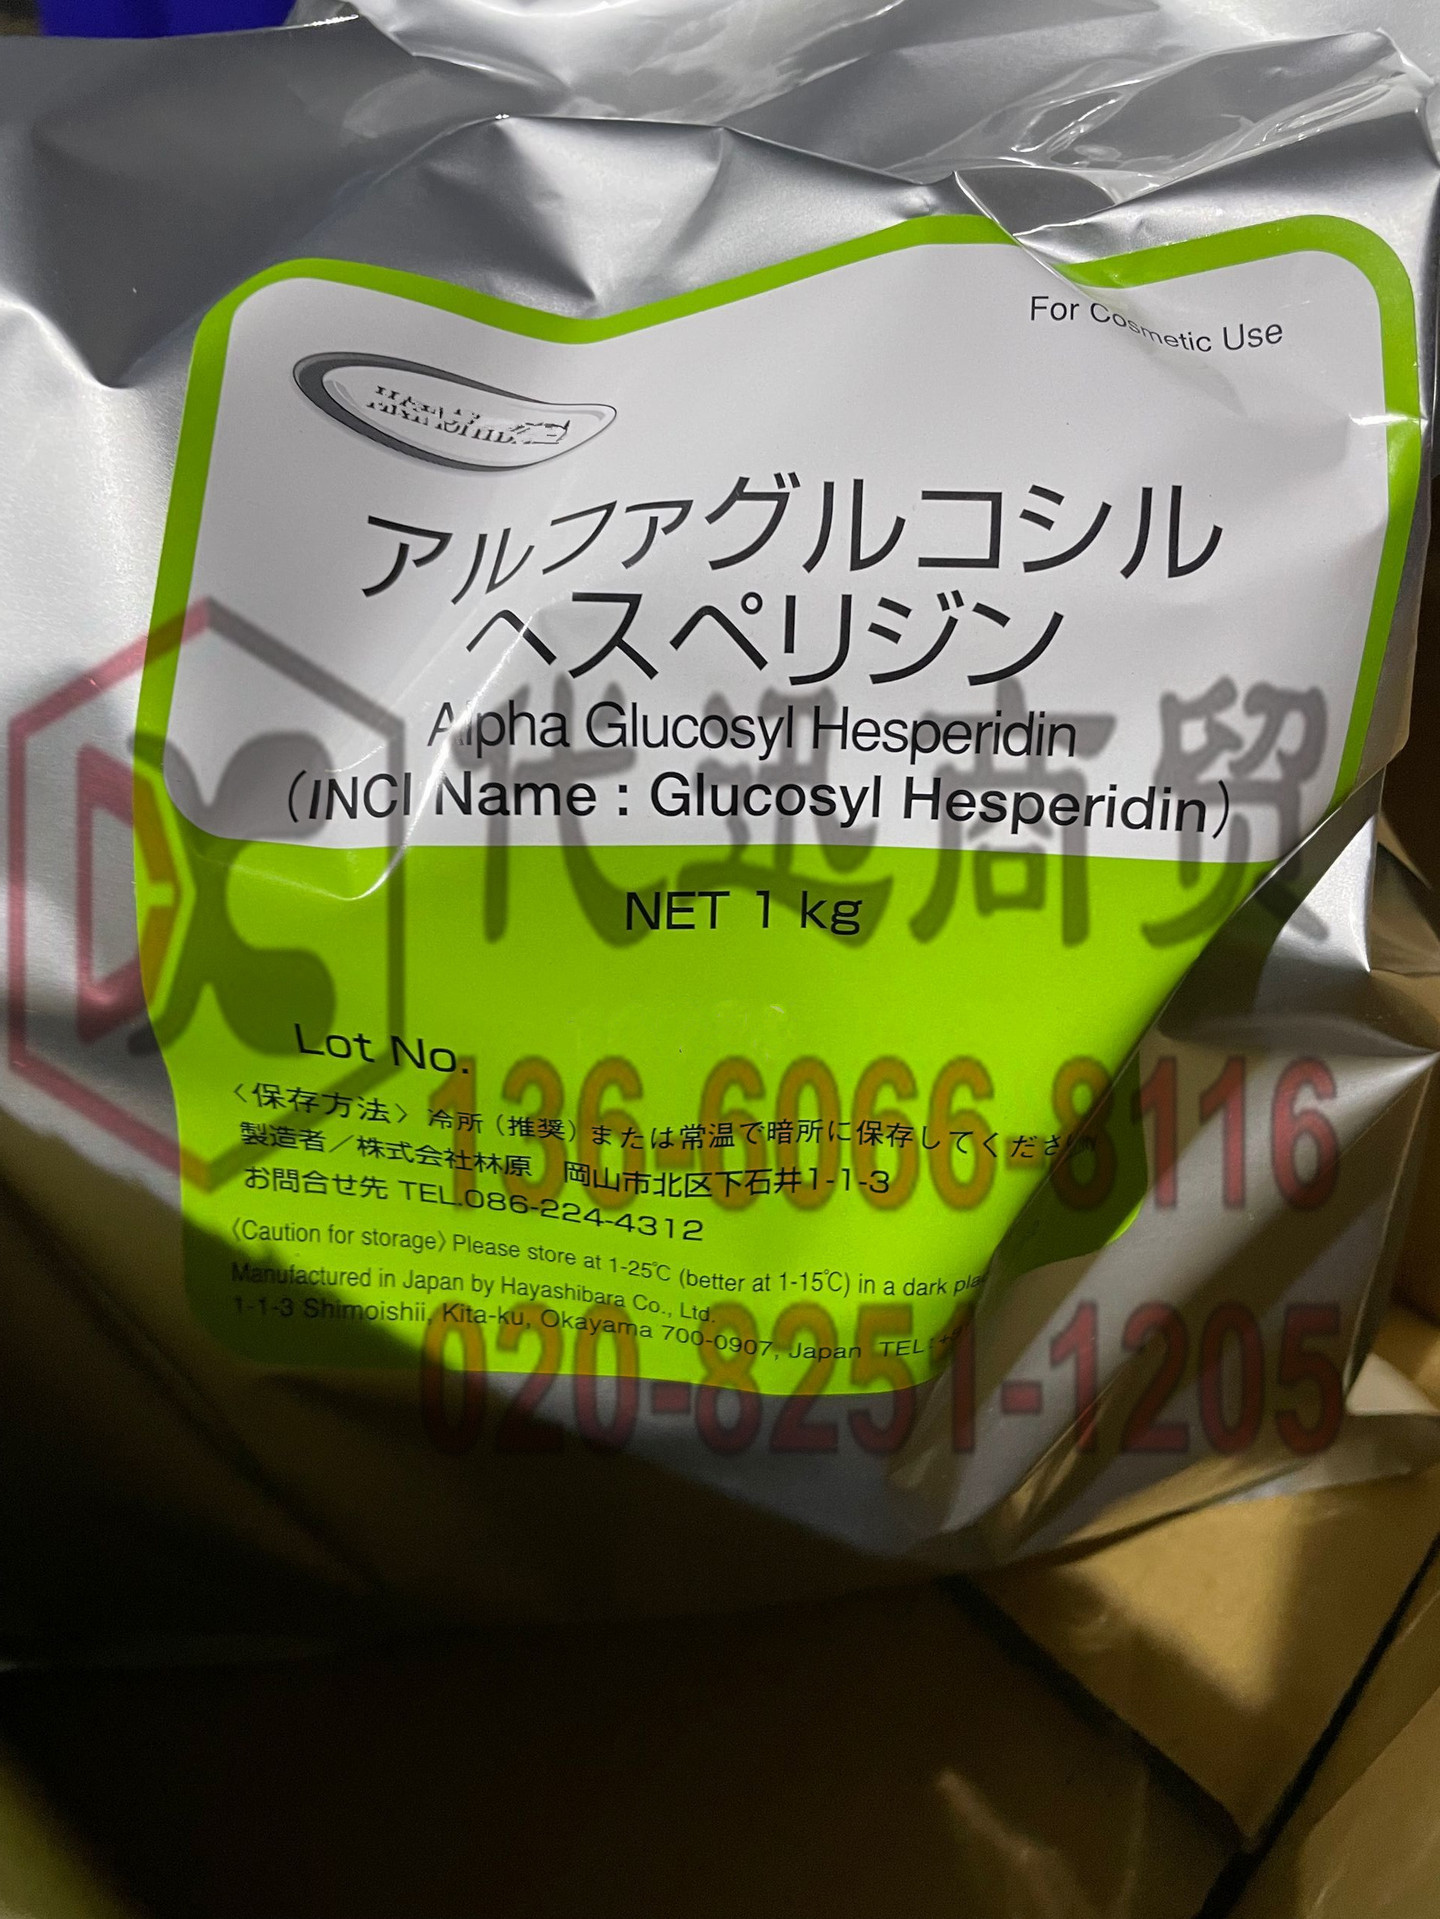 For Cosmetic Use
アルファグルコシル
ヘスペリジン
Alpha Glucosyl Hesperidin
(INCI Name : Glucosyl Hesperidin)
代迅商贸
NET 1 kg
Lot No.
〈保存方法〉冷所（推奨）または常温で暗所に保存してくださ
製造者／株式会社林原 岡山市北区下石井1-1-3
お問合せ先 TEL.086-224-4312
〈Caution for storage〉Please store at 1-25℃ (better at 1-15℃) in a dark
Manufactured in Japan by Hayashibara Co., Ltd.
1-1-3 Shimoishii, Kita-ku, Okayama 700-0907, Japan TEL
136-6066-8116
020-8251-1205